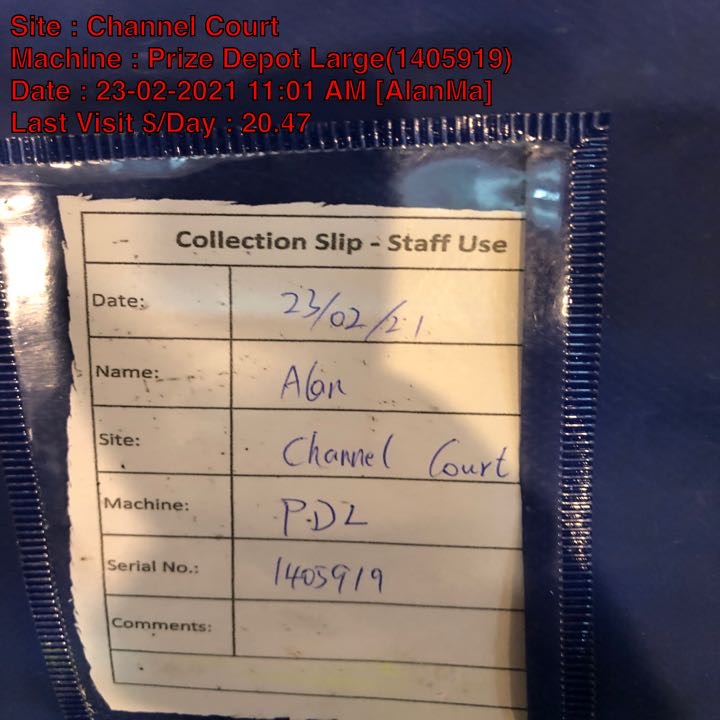 Site : Channel Court
Machine : Prize Depot Large(1405919)
Date : 23-02-2021 11:01 AM [AlanMa]
Last Visit $/Day : 20.47
Collection Slip - Staff Use
Date: 23/02/21
Name: Alan
Site: Channel Court
Machine: P.D L
Serial No.: 1405919
Comments: